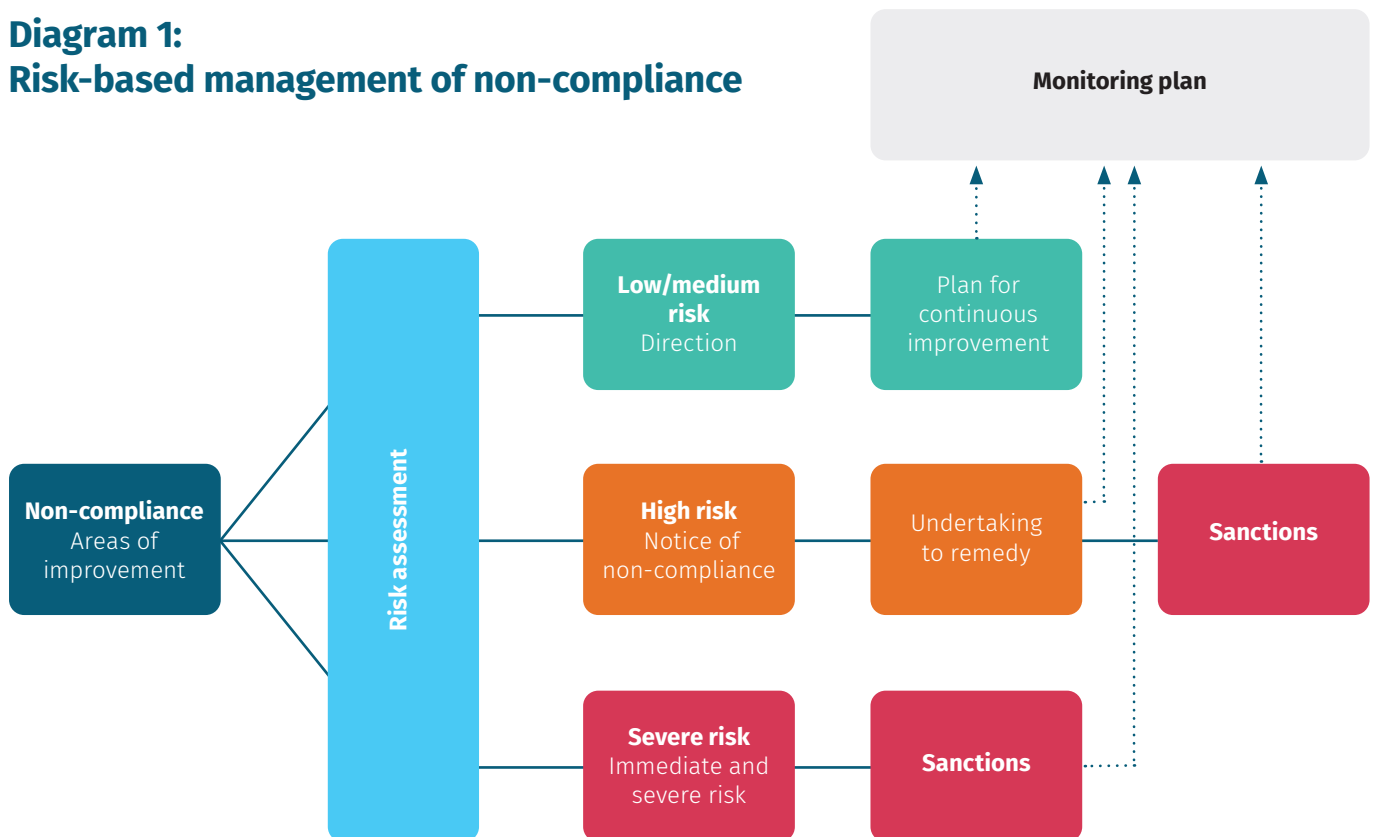 Diagram 1:
Risk-based management of non-compliance
Monitoring plan
Low/medium
risk
Direction
Plan for
continuous
improvement
Non-compliance
Areas of
improvement
Risk assessment
High risk
Notice of
non-compliance
Undertaking
to remedy
Sanctions
Severe risk
Immediate and
severe risk
Sanctions